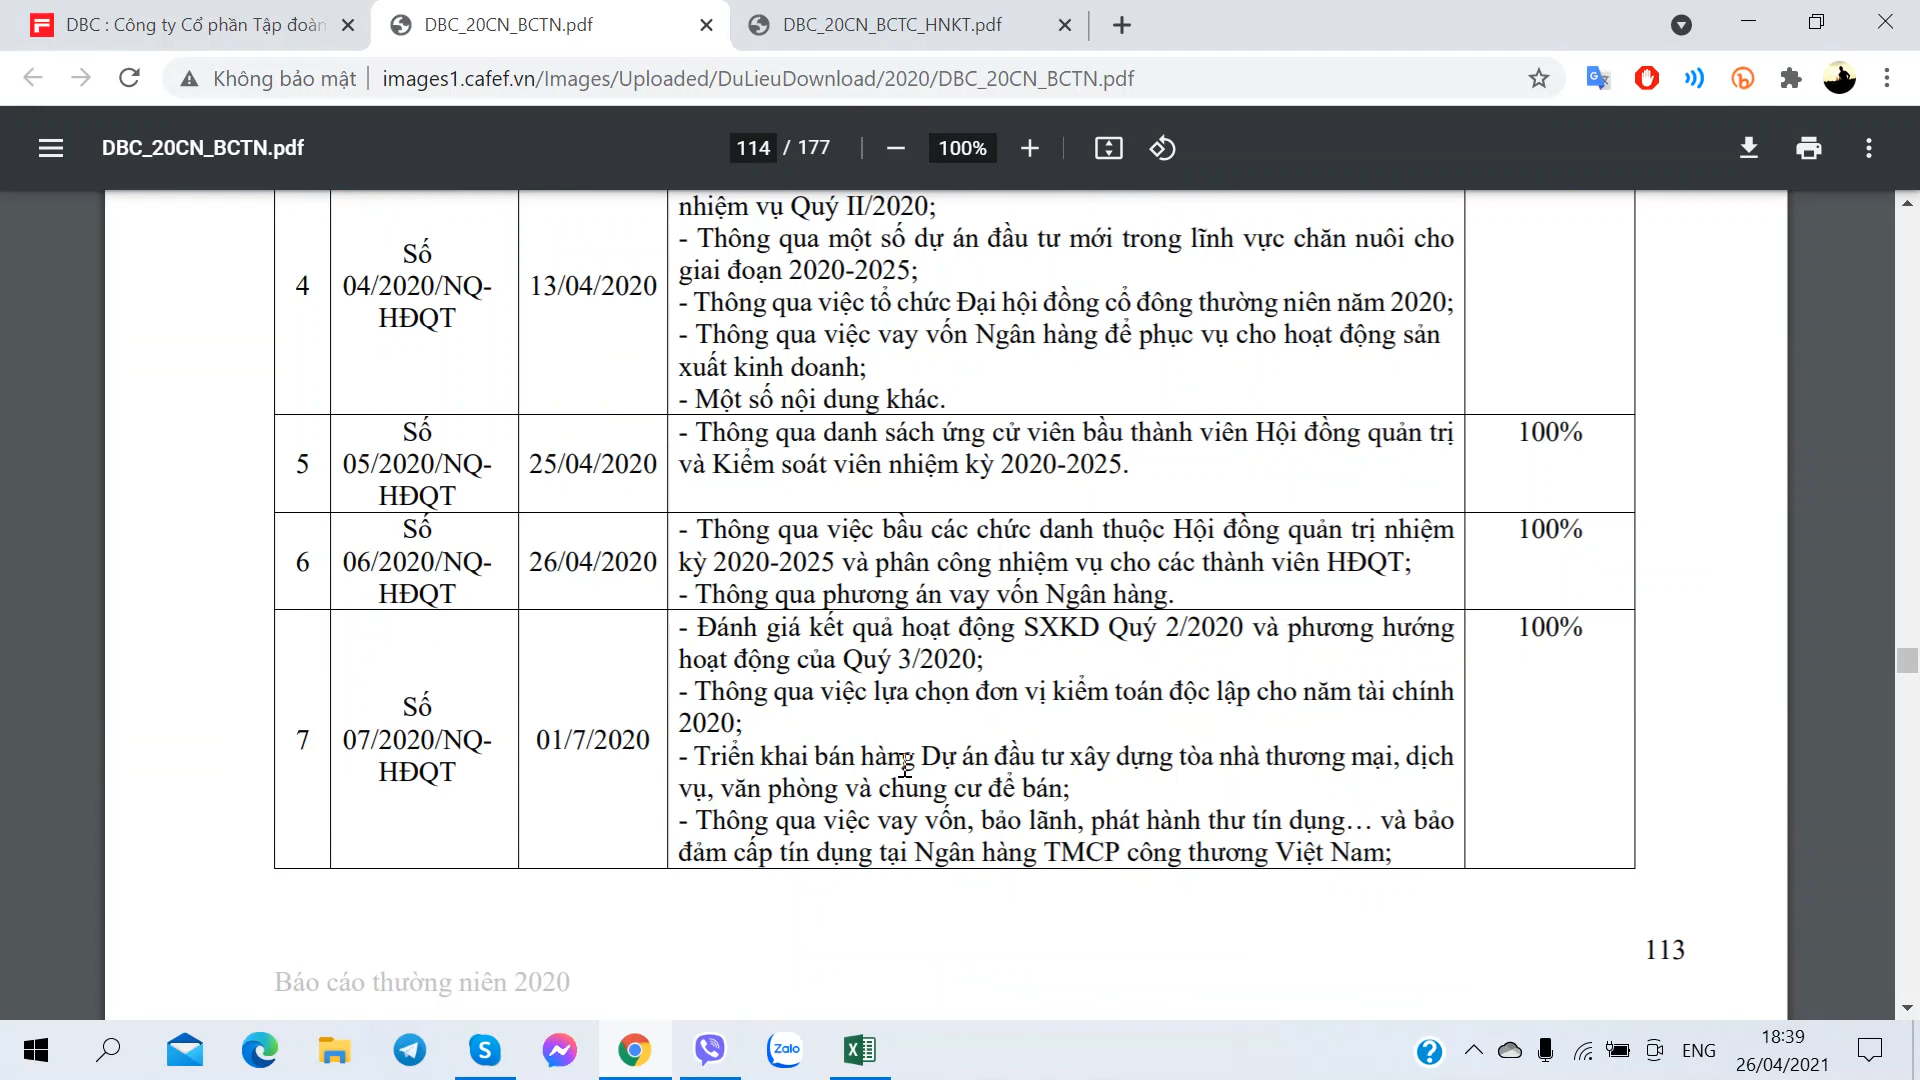 DBC : Công ty Cổ phần Tập đoàn
DBC_20CN_BCTN.pdf
DBC_20CN_BCTC_HNKT.pdf
Không bảo mật
images1.cafef.vn/Images/Uploaded/DuLieuDownload/2020/DBC_20CN_BCTN.pdf
DBC_20CN_BCTN.pdf
114 / 177
100%
4
Số
04/2020/NQ-
HĐQT
13/04/2020
nhiệm vụ Quý II/2020;
- Thông qua một số dự án đầu tư mới trong lĩnh vực chăn nuôi cho
giai đoạn 2020-2025;
- Thông qua việc tổ chức Đại hội đồng cổ đông thường niên năm 2020;
- Thông qua việc vay vốn Ngân hàng để phục vụ cho hoạt động sản
xuất kinh doanh;
- Một số nội dung khác.
5
Số
05/2020/NQ-
HĐQT
25/04/2020
- Thông qua danh sách ứng cử viên bầu thành viên Hội đồng quản trị
và Kiểm soát viên nhiệm kỳ 2020-2025.
100%
6
Số
06/2020/NQ-
HĐQT
26/04/2020
- Thông qua việc bầu các chức danh thuộc Hội đồng quản trị nhiệm
kỳ 2020-2025 và phân công nhiệm vụ cho các thành viên HĐQT;
- Thông qua phương án vay vốn Ngân hàng.
100%
7
Số
07/2020/NQ-
HĐQT
01/7/2020
- Đánh giá kết quả hoạt động SXKD Quý 2/2020 và phương hướng
hoạt động của Quý 3/2020;
- Thông qua việc lựa chọn đơn vị kiểm toán độc lập cho năm tài chính
2020;
- Triển khai bán hàng Dự án đầu tư xây dựng tòa nhà thương mại, dịch
vụ, văn phòng và chung cư để bán;
- Thông qua việc vay vốn, bảo lãnh, phát hành thư tín dụng… và bảo
đảm cấp tín dụng tại Ngân hàng TMCP công thương Việt Nam;
100%
113
Báo cáo thường niên 2020
Zalo
ENG
18:39
26/04/2021